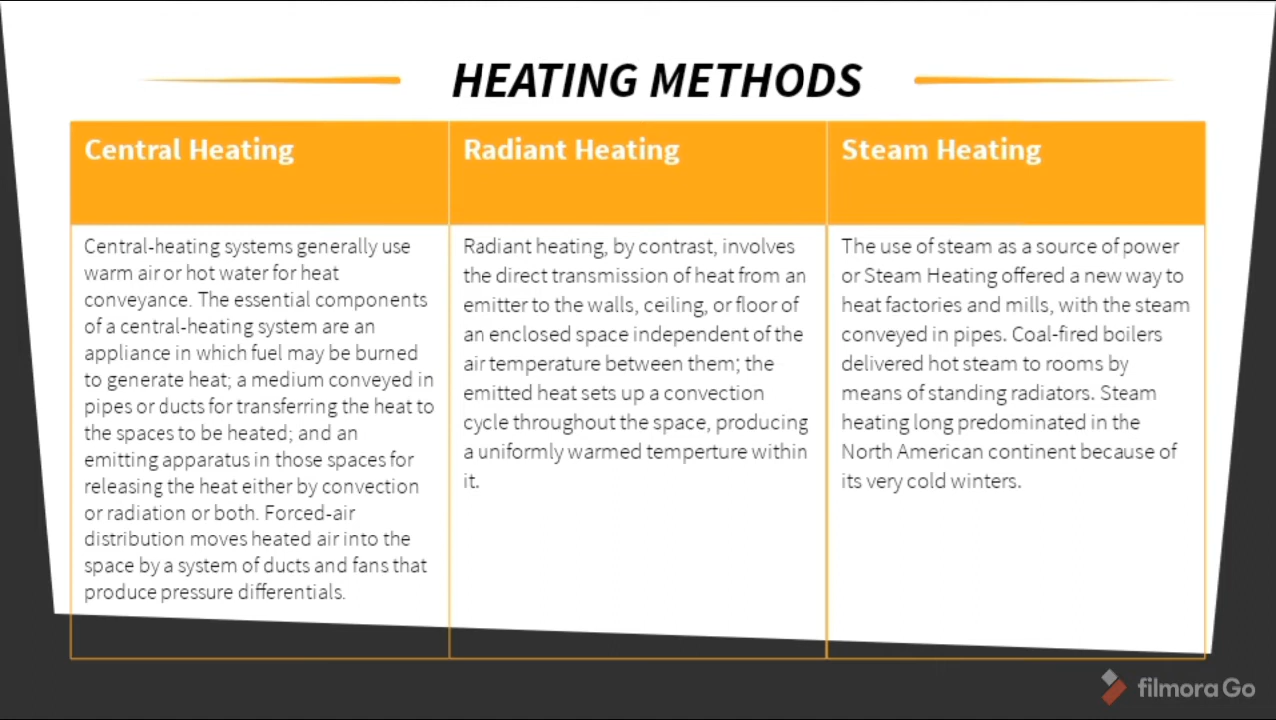 HEATING METHODS
Central Heating
Central-heating systems generally use
warm air or hot water for heat
conveyance. The essential components
of a central-heating system are an
appliance in which fuel may be burned
to generate heat; a medium conveyed in
pipes or ducts for transferring the heat to
the spaces to be heated; and an
emitting apparatus in those spaces for
releasing the heat either by convection
or radiation or both. Forced-air
distribution moves heated air into the
space by a system of ducts and fans that
produce pressure differentials.
Radiant Heating
Radiant heating, by contrast, involves
the direct transmission of heat from an
emitter to the walls, ceiling, or floor of
an enclosed space independent of the
air temperature between them; the
emitted heat sets up a convection
cycle throughout the space, producing
a uniformly warmed temperture within
it.
Steam Heating
The use of steam as a source of power
or Steam Heating offered a new way to
heat factories and mills, with the steam
conveyed in pipes. Coal-fired boilers
delivered hot steam to rooms by
means of standing radiators. Steam
heating long predominated in the
North American continent because of
its very cold winters.
filmora Go